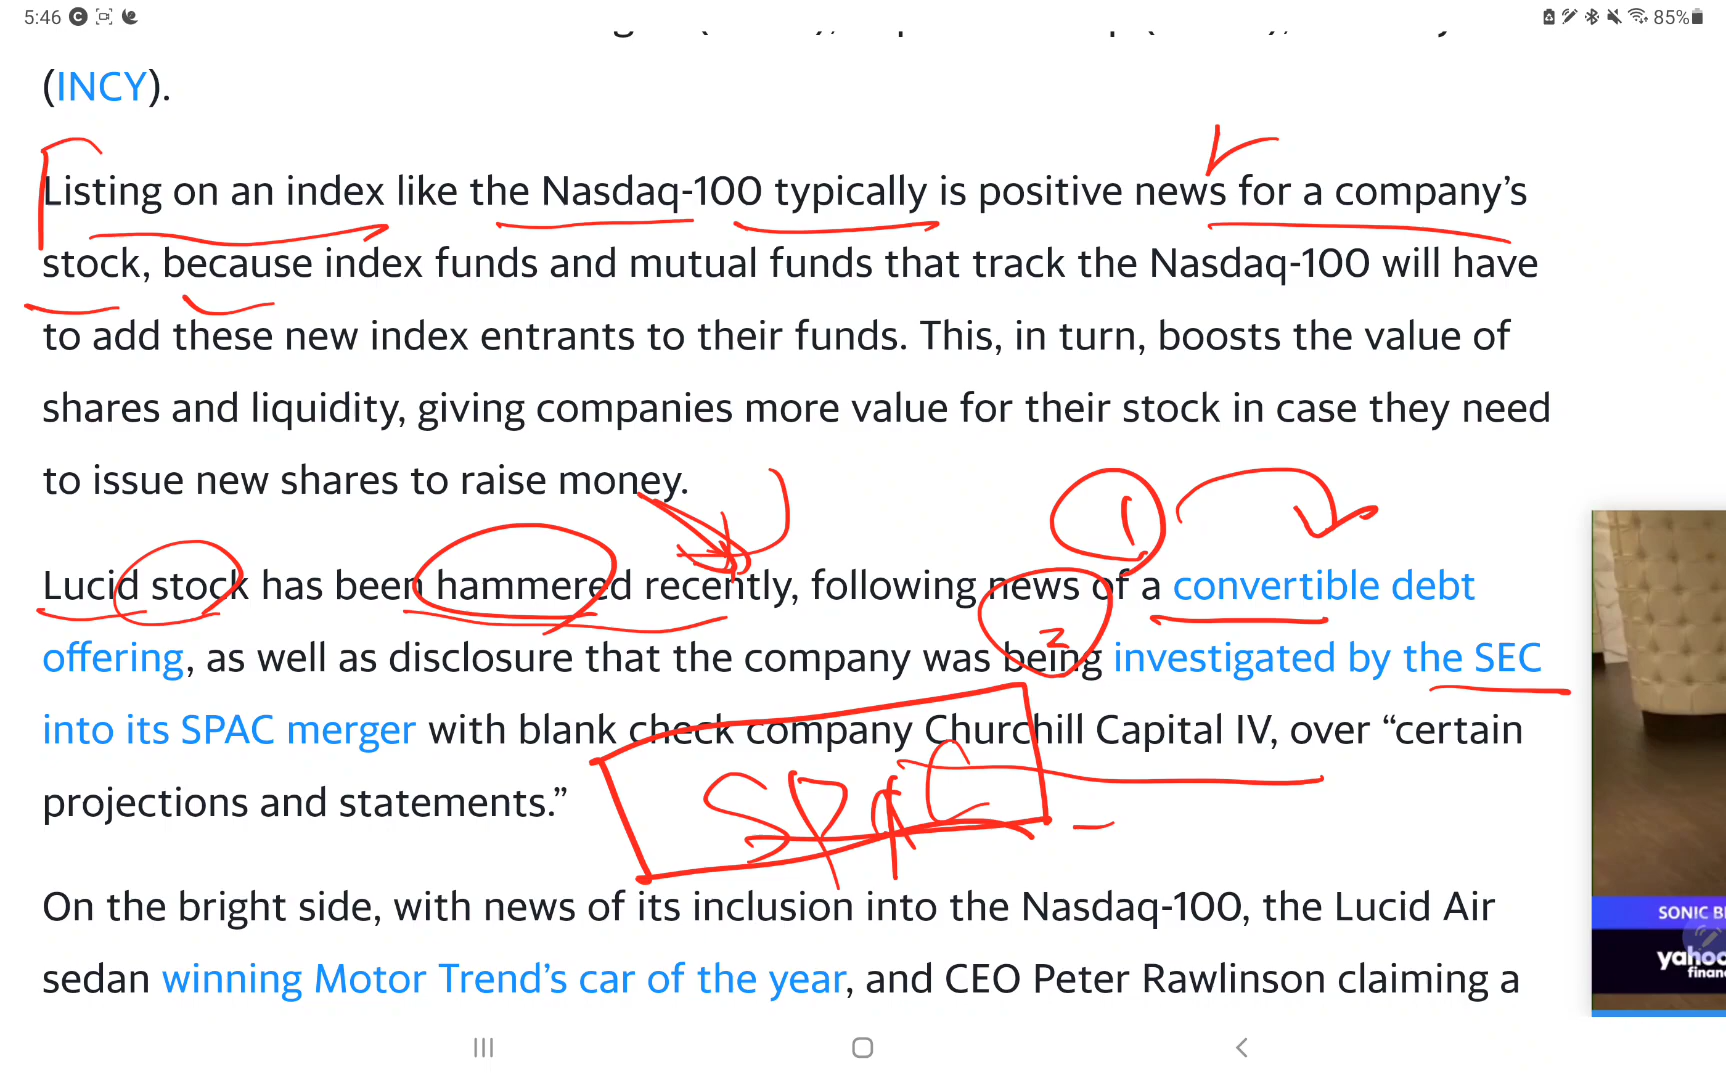 5:46
85%
(INCY).
Listing on an index like the Nasdaq-100 typically is positive news for a company's
stock, because index funds and mutual funds that track the Nasdaq-100 will have
to add these new index entrants to their funds. This, in turn, boosts the value of
shares and liquidity, giving companies more value for their stock in case they need
to issue new shares to raise money.
1
Lucid stock has been hammered recently, following news of a convertible debt
2
offering, as well as disclosure that the company was being investigated by the SEC
into its SPAC merger with blank check company Churchill Capital IV, over “certain
projections and statements.”
SPAC
On the bright side, with news of its inclusion into the Nasdaq-100, the Lucid Air
SONIC
sedan winning Motor Trend’s car of the year, and CEO Peter Rawlinson claiming a